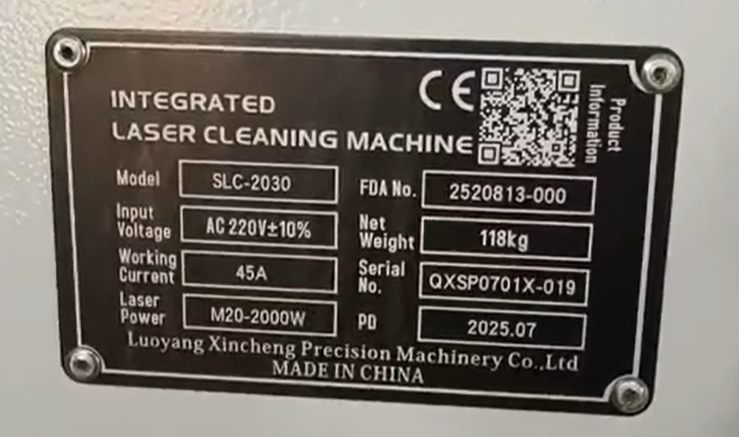 CE
Product
Information
INTEGRATED
LASER CLEANING MACHINE
Model SLC-2030 FDA No. 2520813-000
Input Voltage AC 220V±10% Net Weight 118kg
Working Current 45A Serial No. QXSP0701X-019
Laser Power M20-2000W PD 2025.07
Luoyang Xincheng Precision Machinery Co.,Ltd
MADE IN CHINA